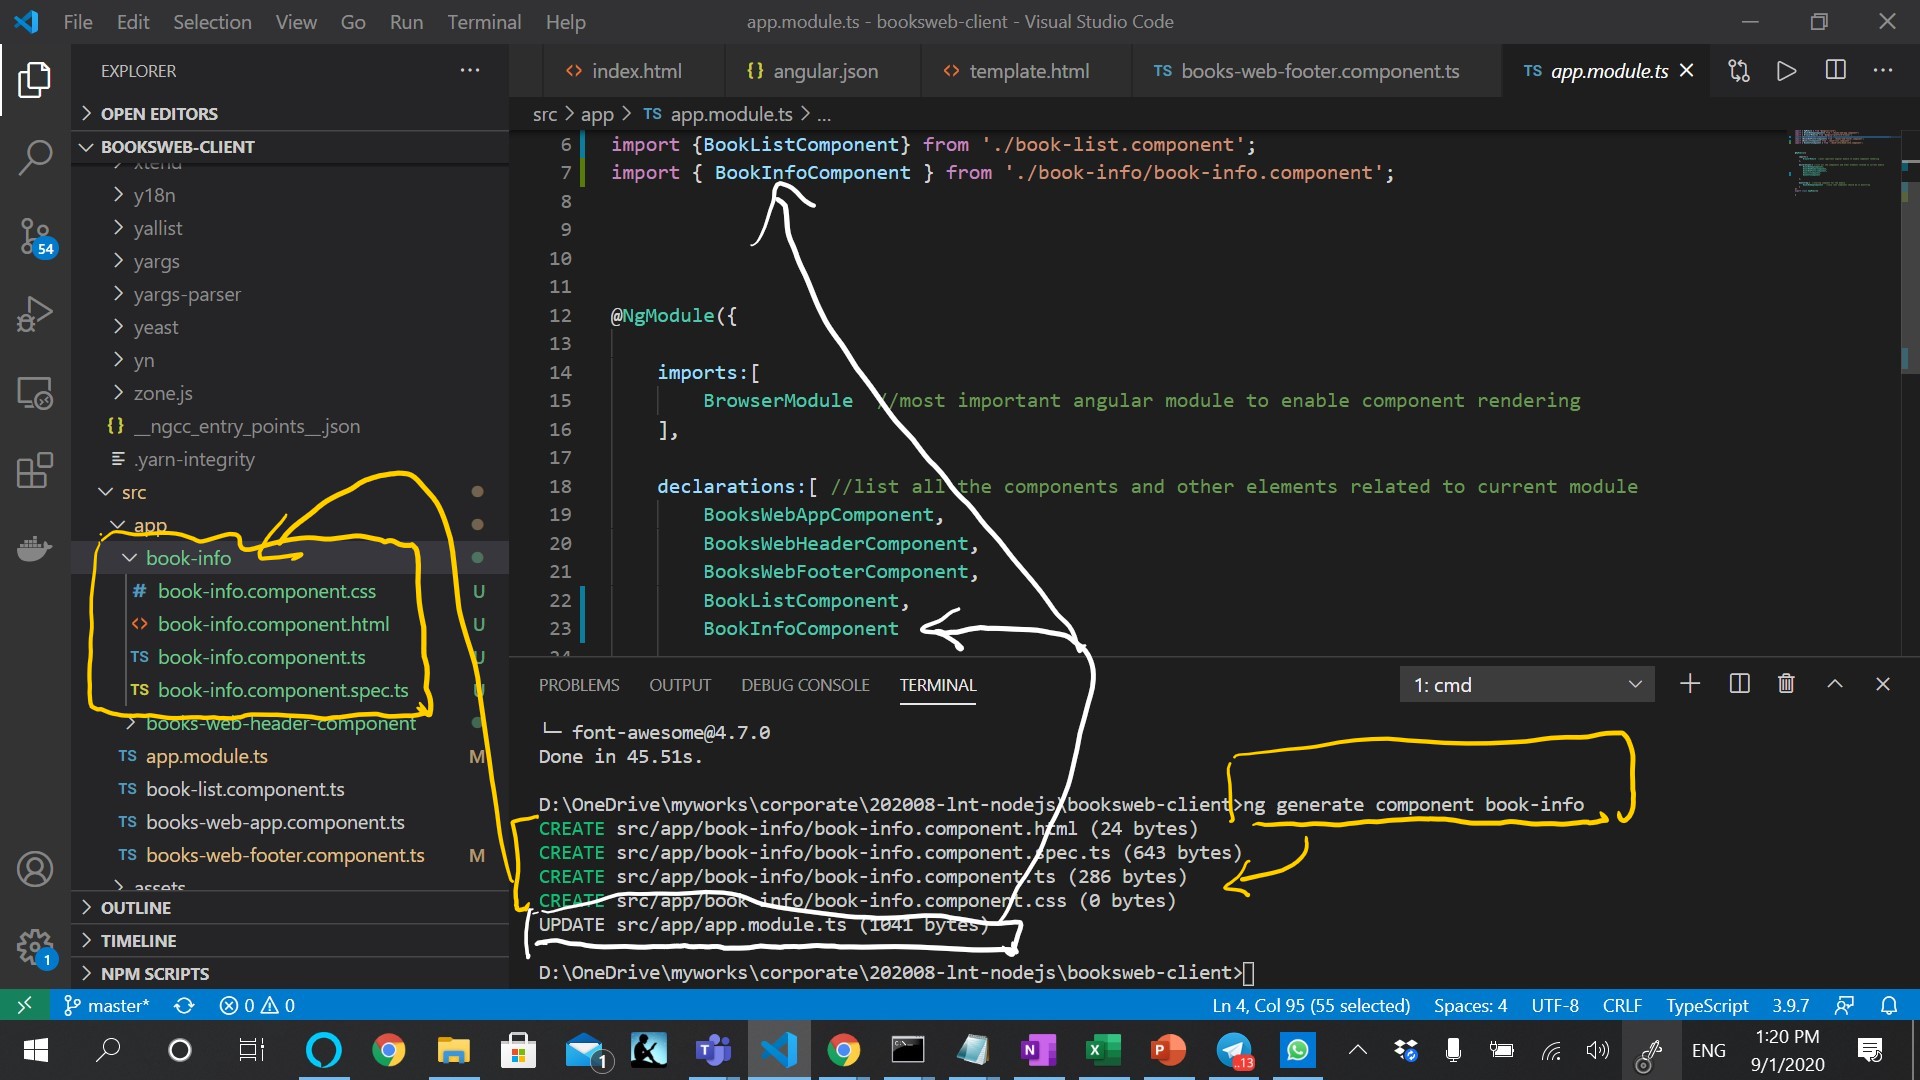 File Edit Selection View Go Run Terminal Help
app.module.ts - booksweb-client - Visual Studio Code
EXPLORER
index.html
angular.json
template.html
TS books-web-footer.component.ts
TS app.module.ts
src > app > TS app.module.ts > ...
OPEN EDITORS
BOOKSWEB-CLIENT
xtend
y18n
yallist
yargs
yargs-parser
yeast
yn
zone.js
{} __ngcc_entry_points__.json
.yarn-integrity
src
app
book-info
# book-info.component.css U
<> book-info.component.html U
TS book-info.component.ts U
TS book-info.component.spec.ts U
books-web-header-component
TS app.module.ts M
TS book-list.component.ts
TS books-web-app.component.ts
TS books-web-footer.component.ts M
assets
OUTLINE
TIMELINE
NPM SCRIPTS
54
1
6 import {BookListComponent} from './book-list.component';
7 import { BookInfoComponent } from './book-info/book-info.component';
8
9
10
11
12 @NgModule({
13
14 imports:[
15 BrowserModule //most important angular module to enable component rendering
16 ],
17
18 declarations:[ //list all the components and other elements related to current module
19 BooksWebAppComponent,
20 BooksWebHeaderComponent,
21 BooksWebFooterComponent,
22 BookListComponent,
23 BookInfoComponent
24
PROBLEMS OUTPUT DEBUG CONSOLE TERMINAL
1: cmd
└─ font-awesome@4.7.0
Done in 45.51s.
D:\OneDrive\myworks\corporate\202008-lnt-nodejs\booksweb-client>ng generate component book-info
CREATE src/app/book-info/book-info.component.html (24 bytes)
CREATE src/app/book-info/book-info.component.spec.ts (643 bytes)
CREATE src/app/book-info/book-info.component.ts (286 bytes)
CREATE src/app/book-info/book-info.component.css (0 bytes)
UPDATE src/app/app.module.ts (1041 bytes)
D:\OneDrive\myworks\corporate\202008-lnt-nodejs\booksweb-client>
master* 0 0
Ln 4, Col 95 (55 selected) Spaces: 4 UTF-8 CRLF TypeScript 3.9.7
1
13
ENG
1:20 PM
9/1/2020